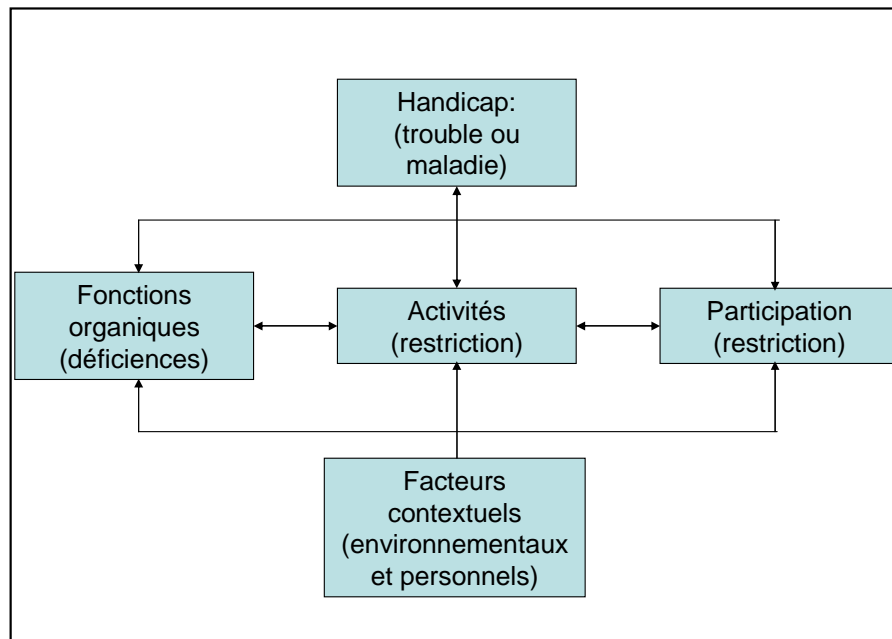 Handicap:
(trouble ou
maladie)
Fonctions
organiques
(déficiences)
Activités
(restriction)
Participation
(restriction)
Facteurs
contextuels
(environnementaux
et personnels)